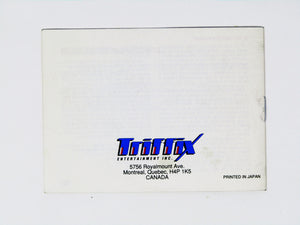 Triffix
ENTERTAINMENT INC.
5756 Royalmount Ave.
Montreal, Quebec, H4P 1K5
CANADA
PRINTED IN JAPAN